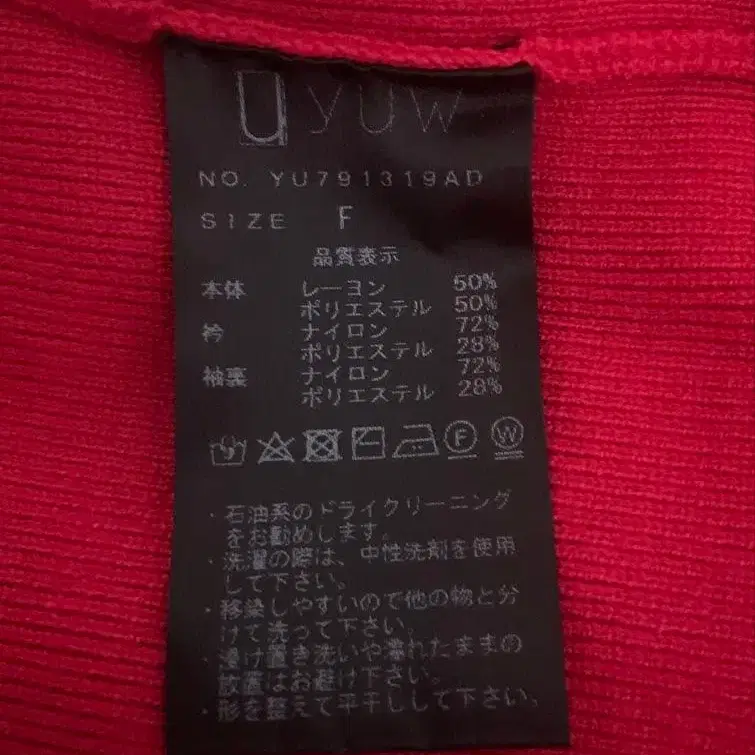 yuw
NO. YU791319AD
SIZE F
品質表示
本体 レーヨン 50%
ポリエステル 50%
衿 ナイロン 72%
ポリエステル 28%
袖裏 ナイロン 72%
ポリエステル 28%
F W
・石油系のドライクリーニング
をお勧めします。
・洗濯の際は、中性洗剤を使用
して下さい。
・移染しやすいので他の物と分
けて洗って下さい。
・浸け置き洗いや濡れたままの
放置はお避け下さい。
・形を整えて平干しして下さい。